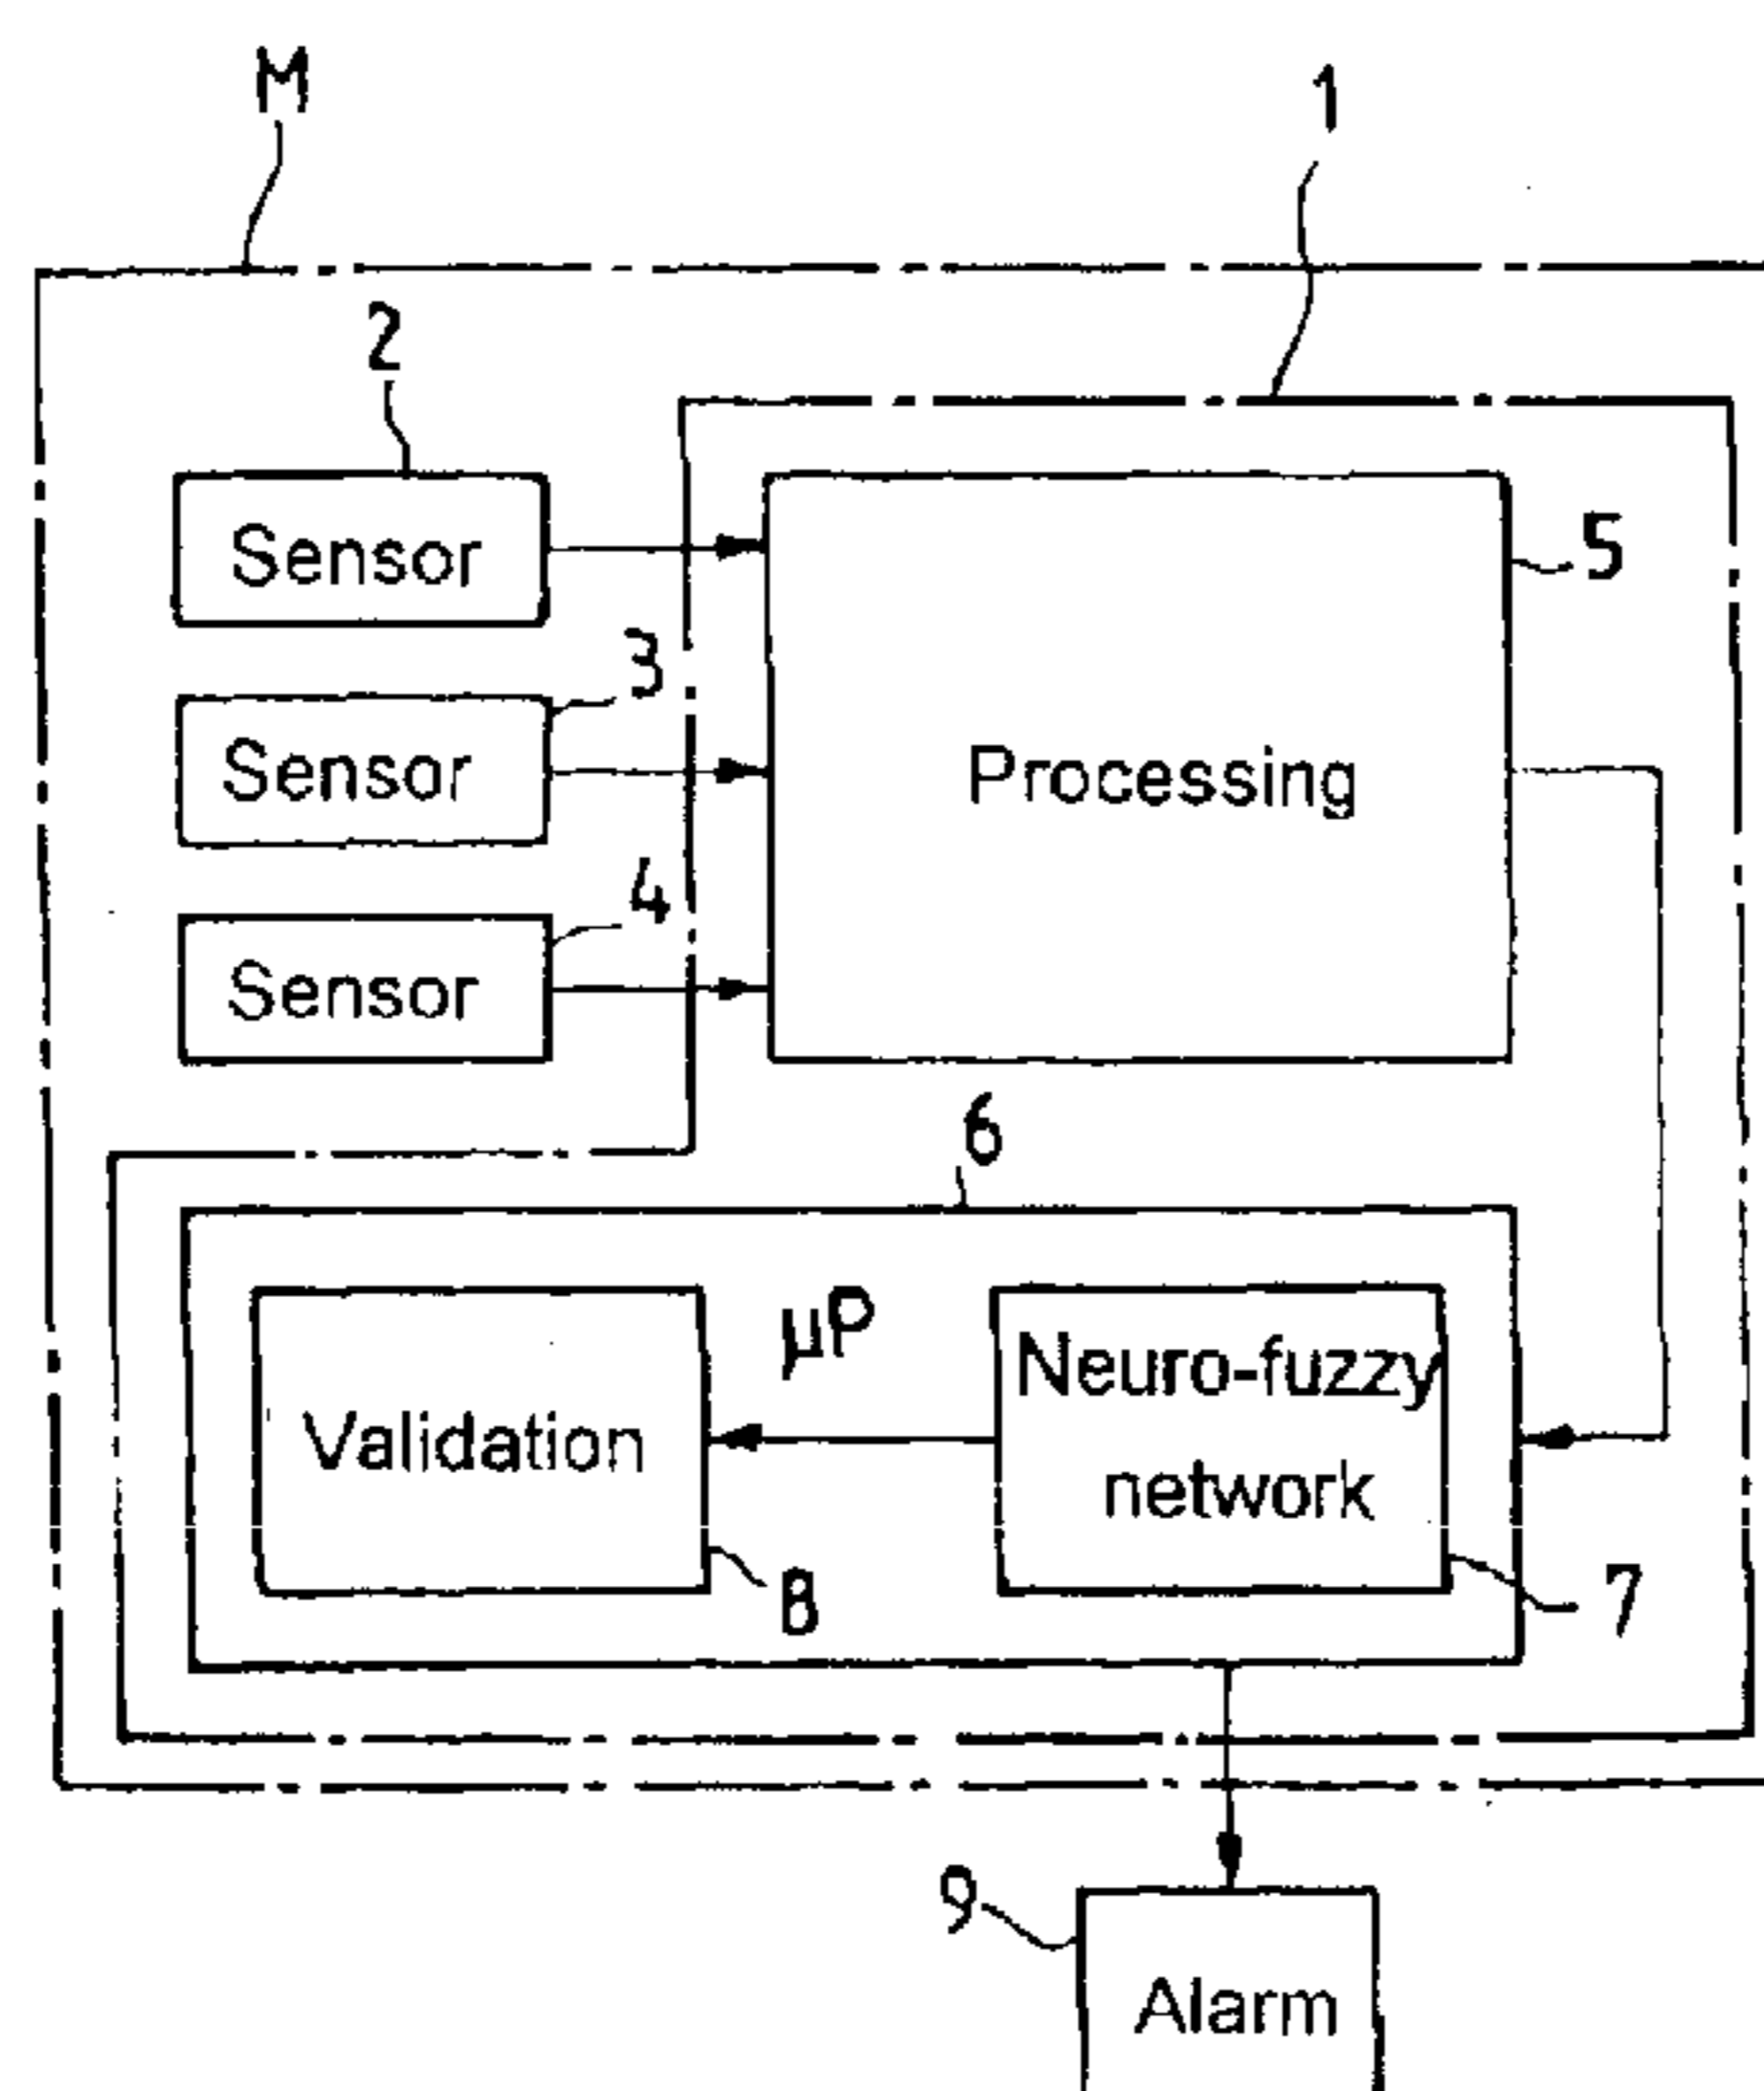 M
1
2
Sensor
5
3
Sensor
Processing
4
Sensor
6
µP
Neuro-fuzzy
network
Validation
8
7
9
Alarm